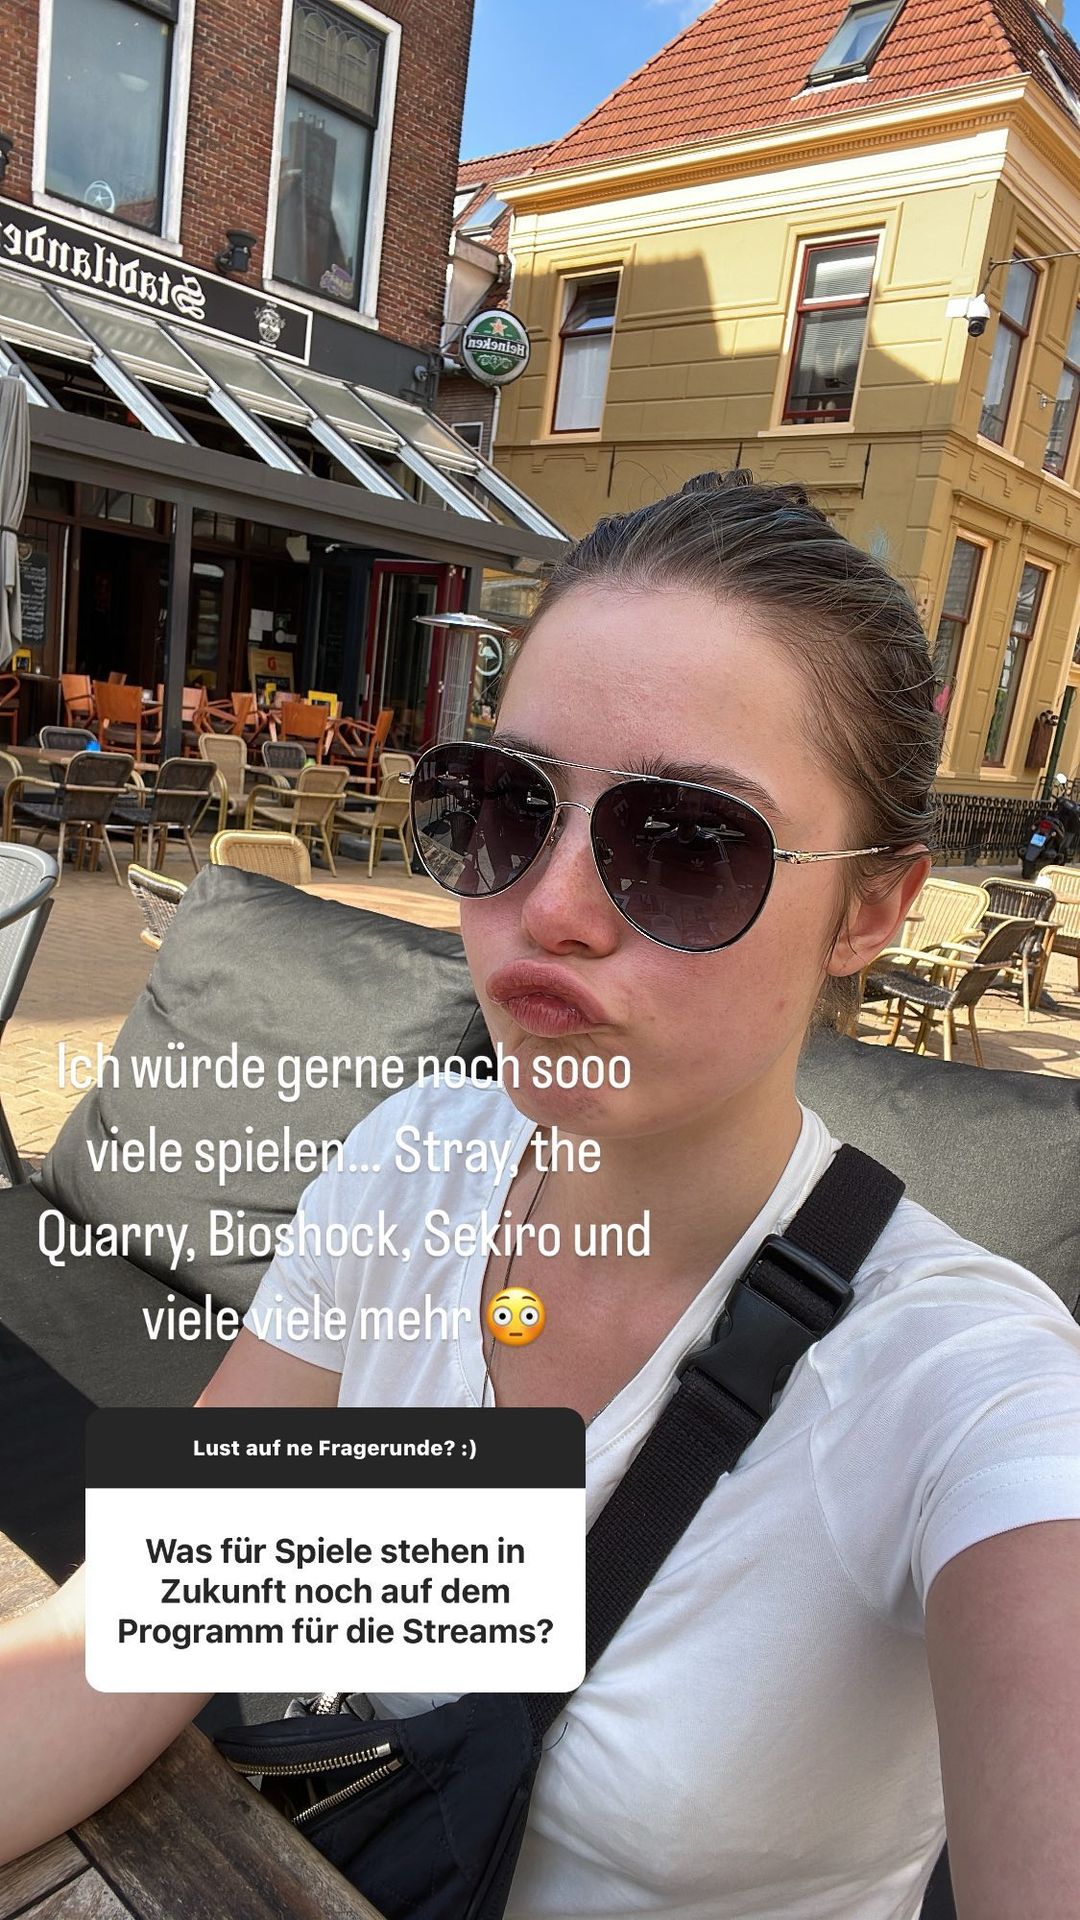 Stadtlander
Heineken
Ich würde gerne noch sooo
viele spielen... Stray, the
Quarry, Bioshock, Sekiro und
viele viele mehr 😳
Lust auf ne Fragerunde? :)
Was für Spiele stehen in
Zukunft noch auf dem
Programm für die Streams?